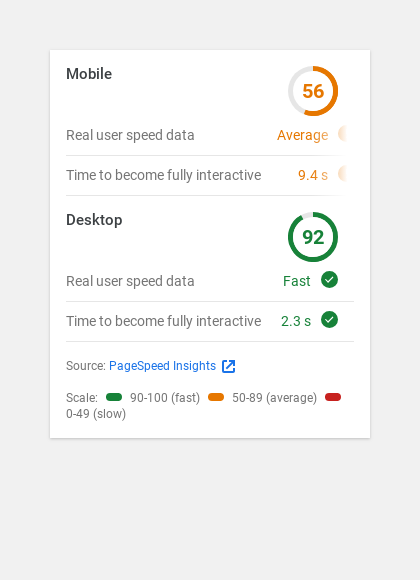 Mobile
56
Real user speed data Average
Time to become fully interactive 9.4 s
Desktop
92
Real user speed data Fast
Time to become fully interactive 2.3 s
Source: PageSpeed Insights
Scale: 90-100 (fast) 50-89 (average)
0-49 (slow)